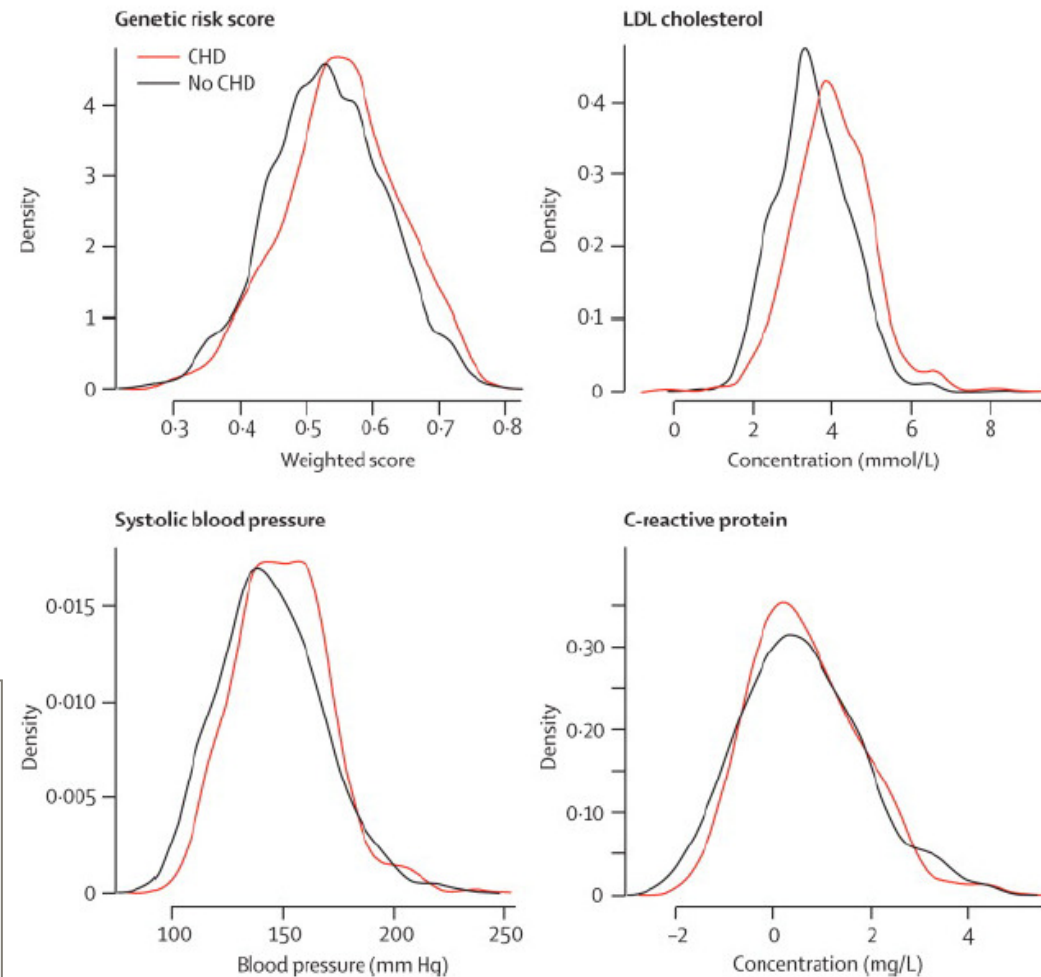 Genetic risk score
CHD
No CHD
4
3
2
1
0
Density
0·3 0·4 0·5 0·6 0·7 0·8
Weighted score
LDL cholesterol
0·4
0·3
0·2
0·1
0
Density
0 2 4 6 8
Concentration (mmol/L)
Systolic blood pressure
0·015
0·010
0·005
0
Density
100 150 200 250
Blood pressure (mm Hg)
C-reactive protein
0·30
0·20
0·10
0
Density
–2 0 2 4
Concentration (mg/L)